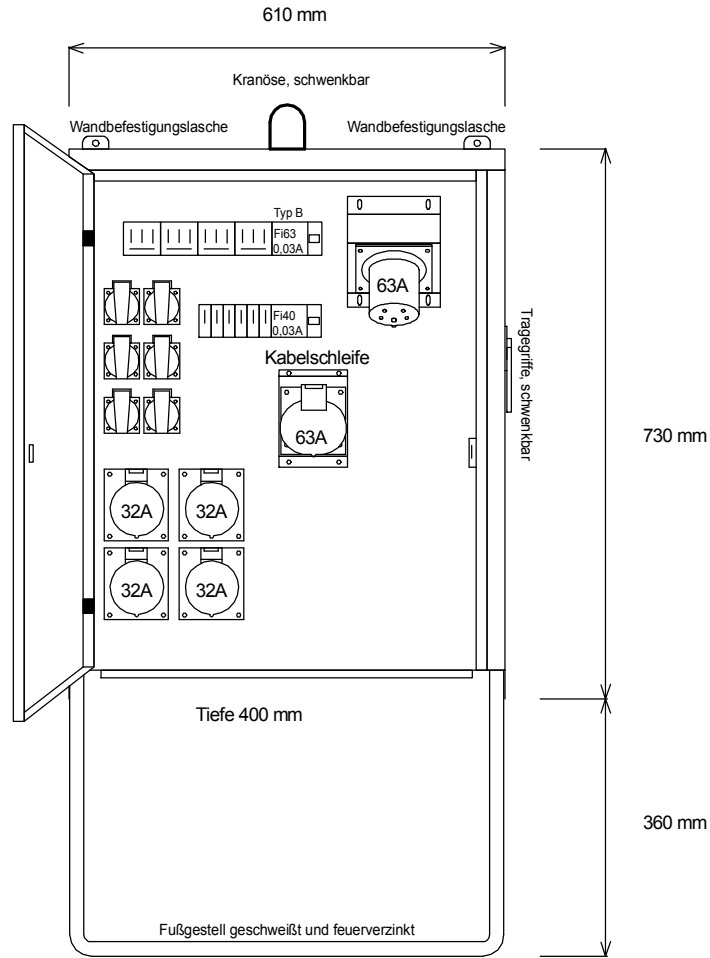 610 mm
Kranöse, schwenkbar
Wandbefestigungslasche
Wandbefestigungslasche
Typ B
Fi63
0,03A
63A
Fi40
0,03A
Kabelschleife
63A
Tragegriffe, schwenkbar
730 mm
32A
32A
32A
32A
Tiefe 400 mm
360 mm
Fußgestell geschweißt und feuerverzinkt